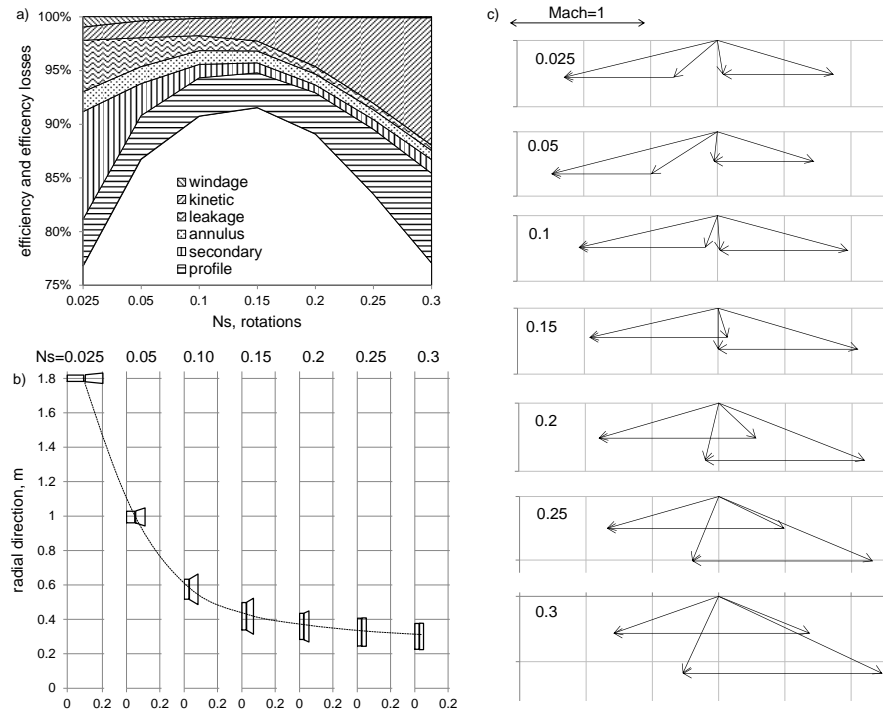 a)
efficiency and efficency losses
100%
95%
90%
85%
80%
75%
windage
kinetic
leakage
annulus
secondary
profile
0.025 0.05 0.1 0.15 0.2 0.25 0.3
Ns, rotations
Ns=0.025 0.05 0.10 0.15 0.2 0.25 0.3
b)
radial direction, m
1.8
1.6
1.4
1.2
1
0.8
0.6
0.4
0.2
0
0 0.2 0 0.2 0 0.2 0 0.2 0 0.2 0 0.2 0 0.2
c)
Mach=1
0.025
0.05
0.1
0.15
0.2
0.25
0.3